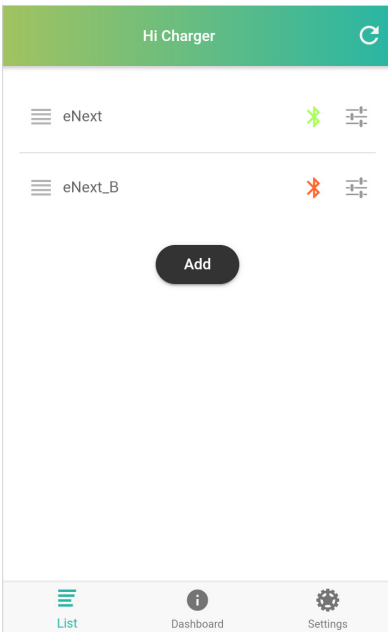 Hi Charger
eNext
eNext_B
Add
List
Dashboard
Settings